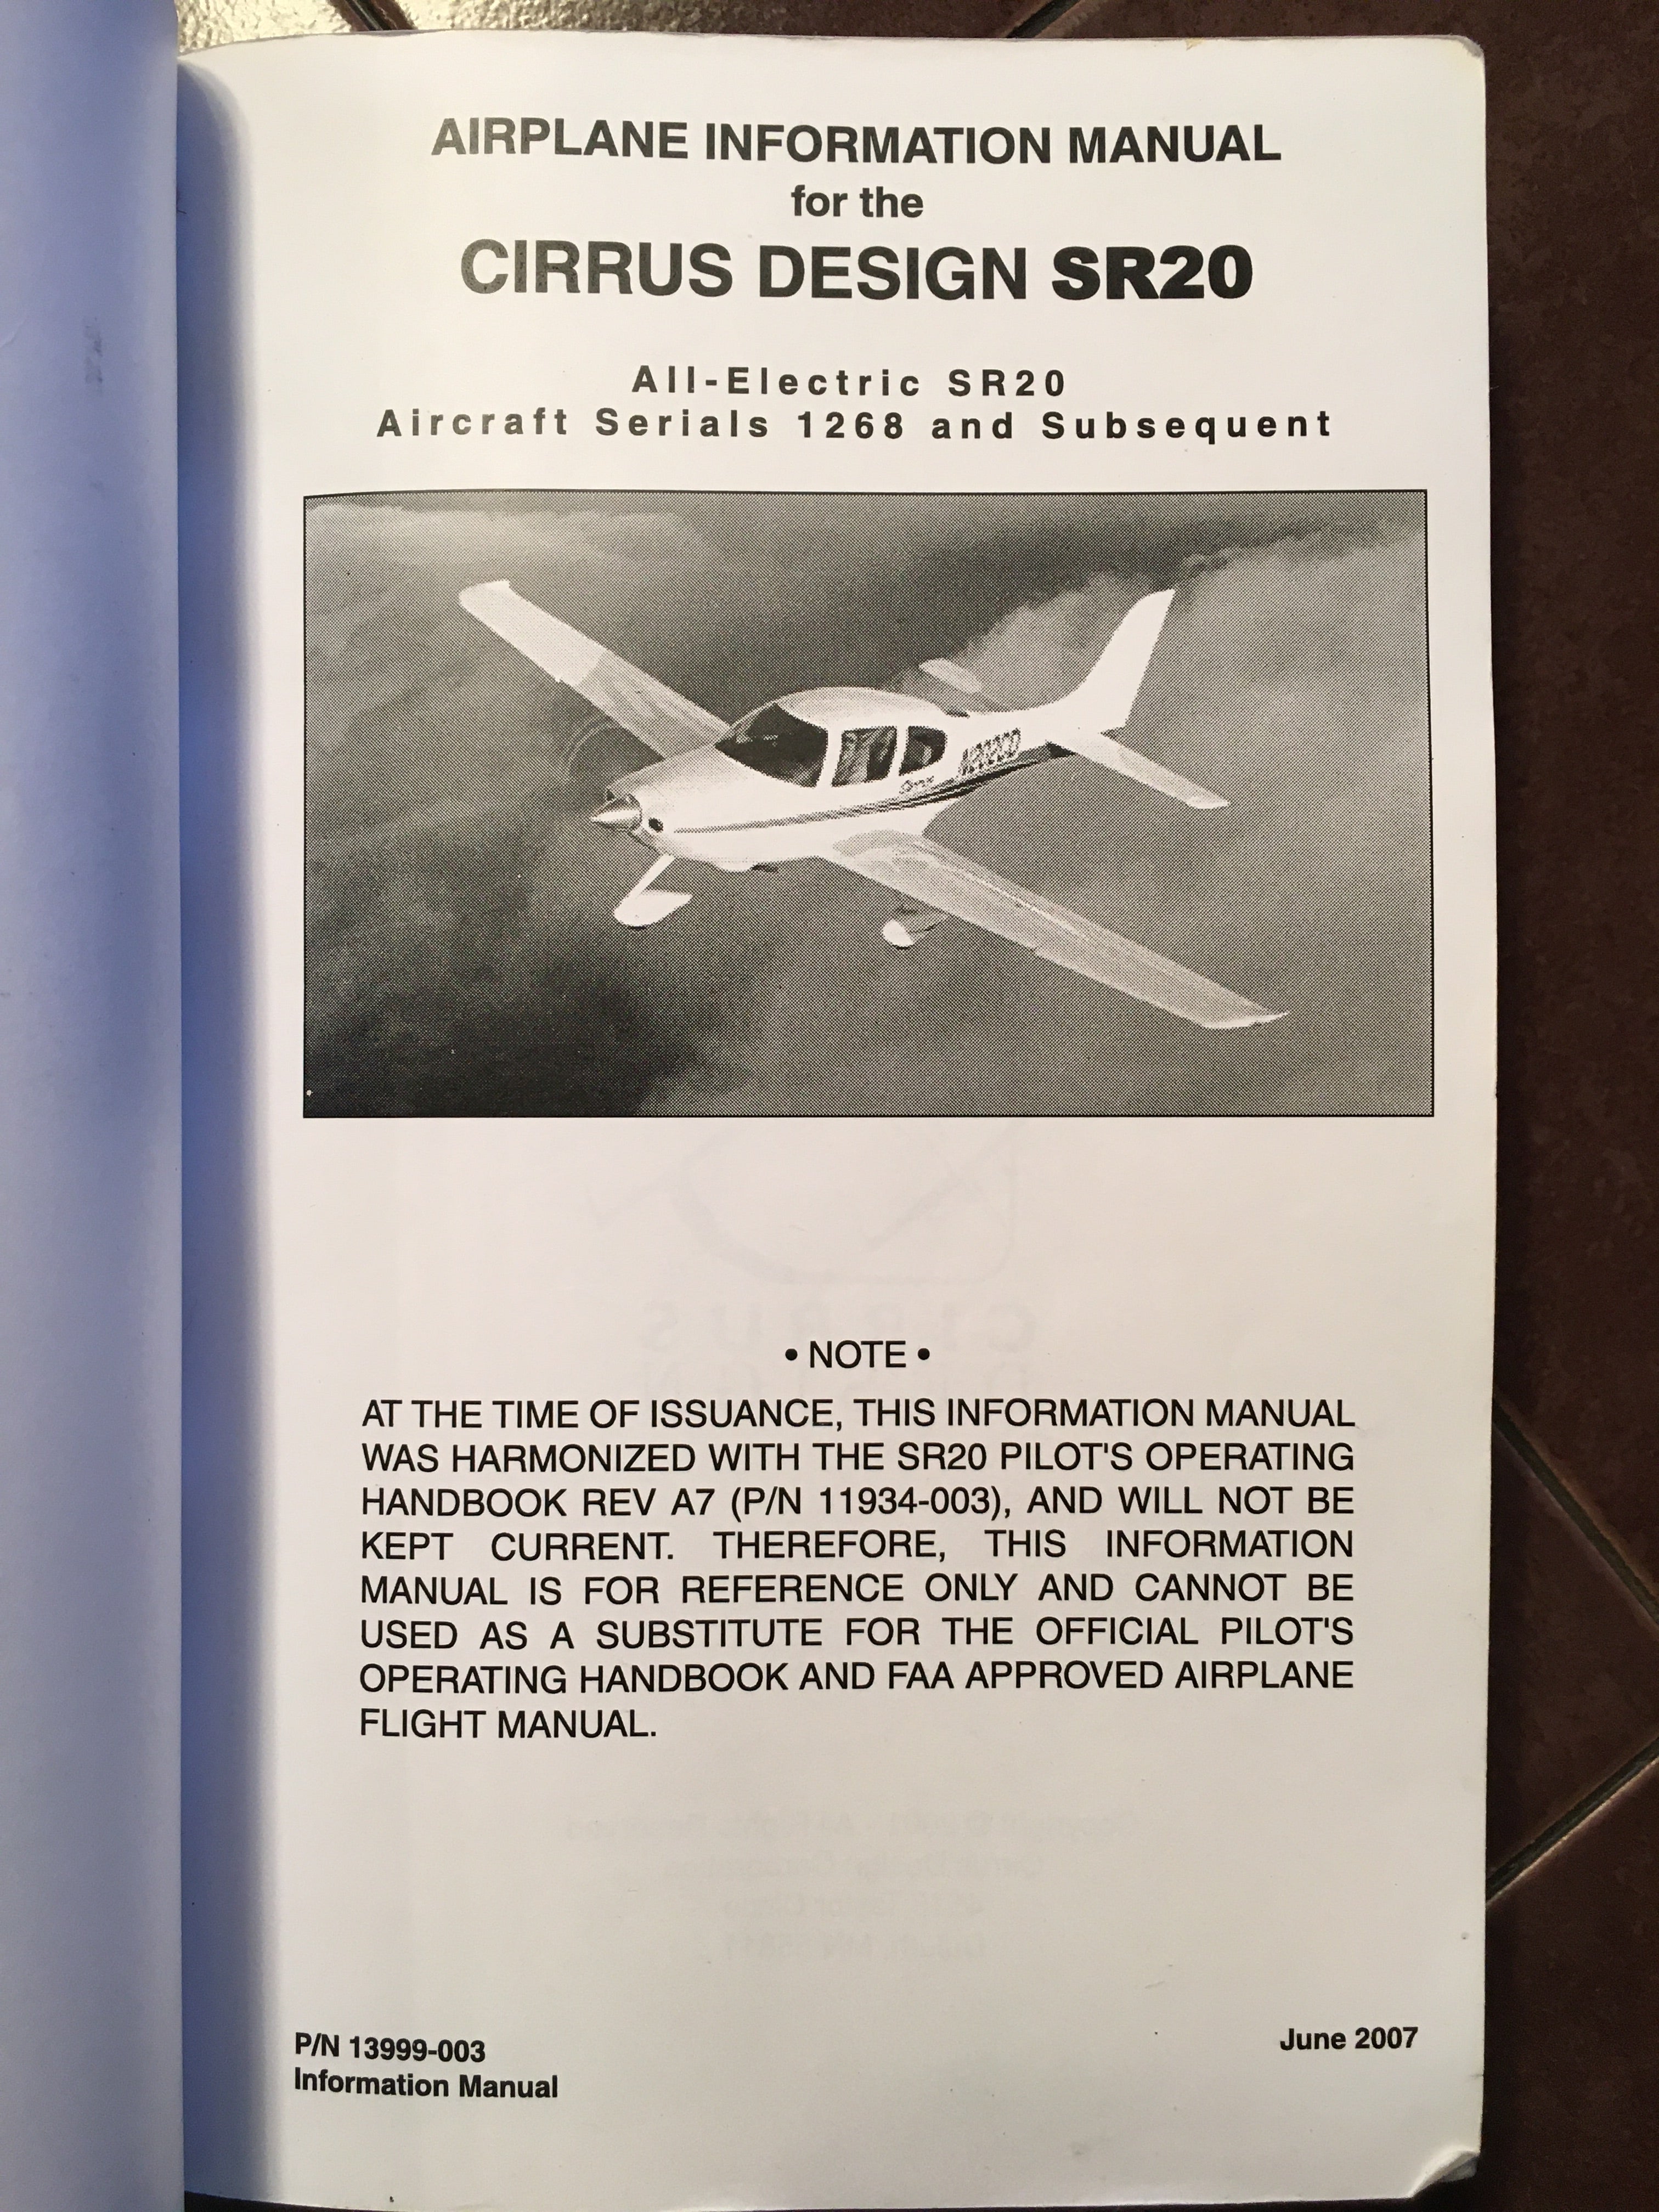 AIRPLANE INFORMATION MANUAL
for the
CIRRUS DESIGN SR20
All-Electric SR20
Aircraft Serials 1268 and Subsequent
• NOTE •
AT THE TIME OF ISSUANCE, THIS INFORMATION MANUAL
WAS HARMONIZED WITH THE SR20 PILOT'S OPERATING
HANDBOOK REV A7 (P/N 11934-003), AND WILL NOT BE
KEPT CURRENT. THEREFORE, THIS INFORMATION
MANUAL IS FOR REFERENCE ONLY AND CANNOT BE
USED AS A SUBSTITUTE FOR THE OFFICIAL PILOT'S
OPERATING HANDBOOK AND FAA APPROVED AIRPLANE
FLIGHT MANUAL.
P/N 13999-003
Information Manual
June 2007